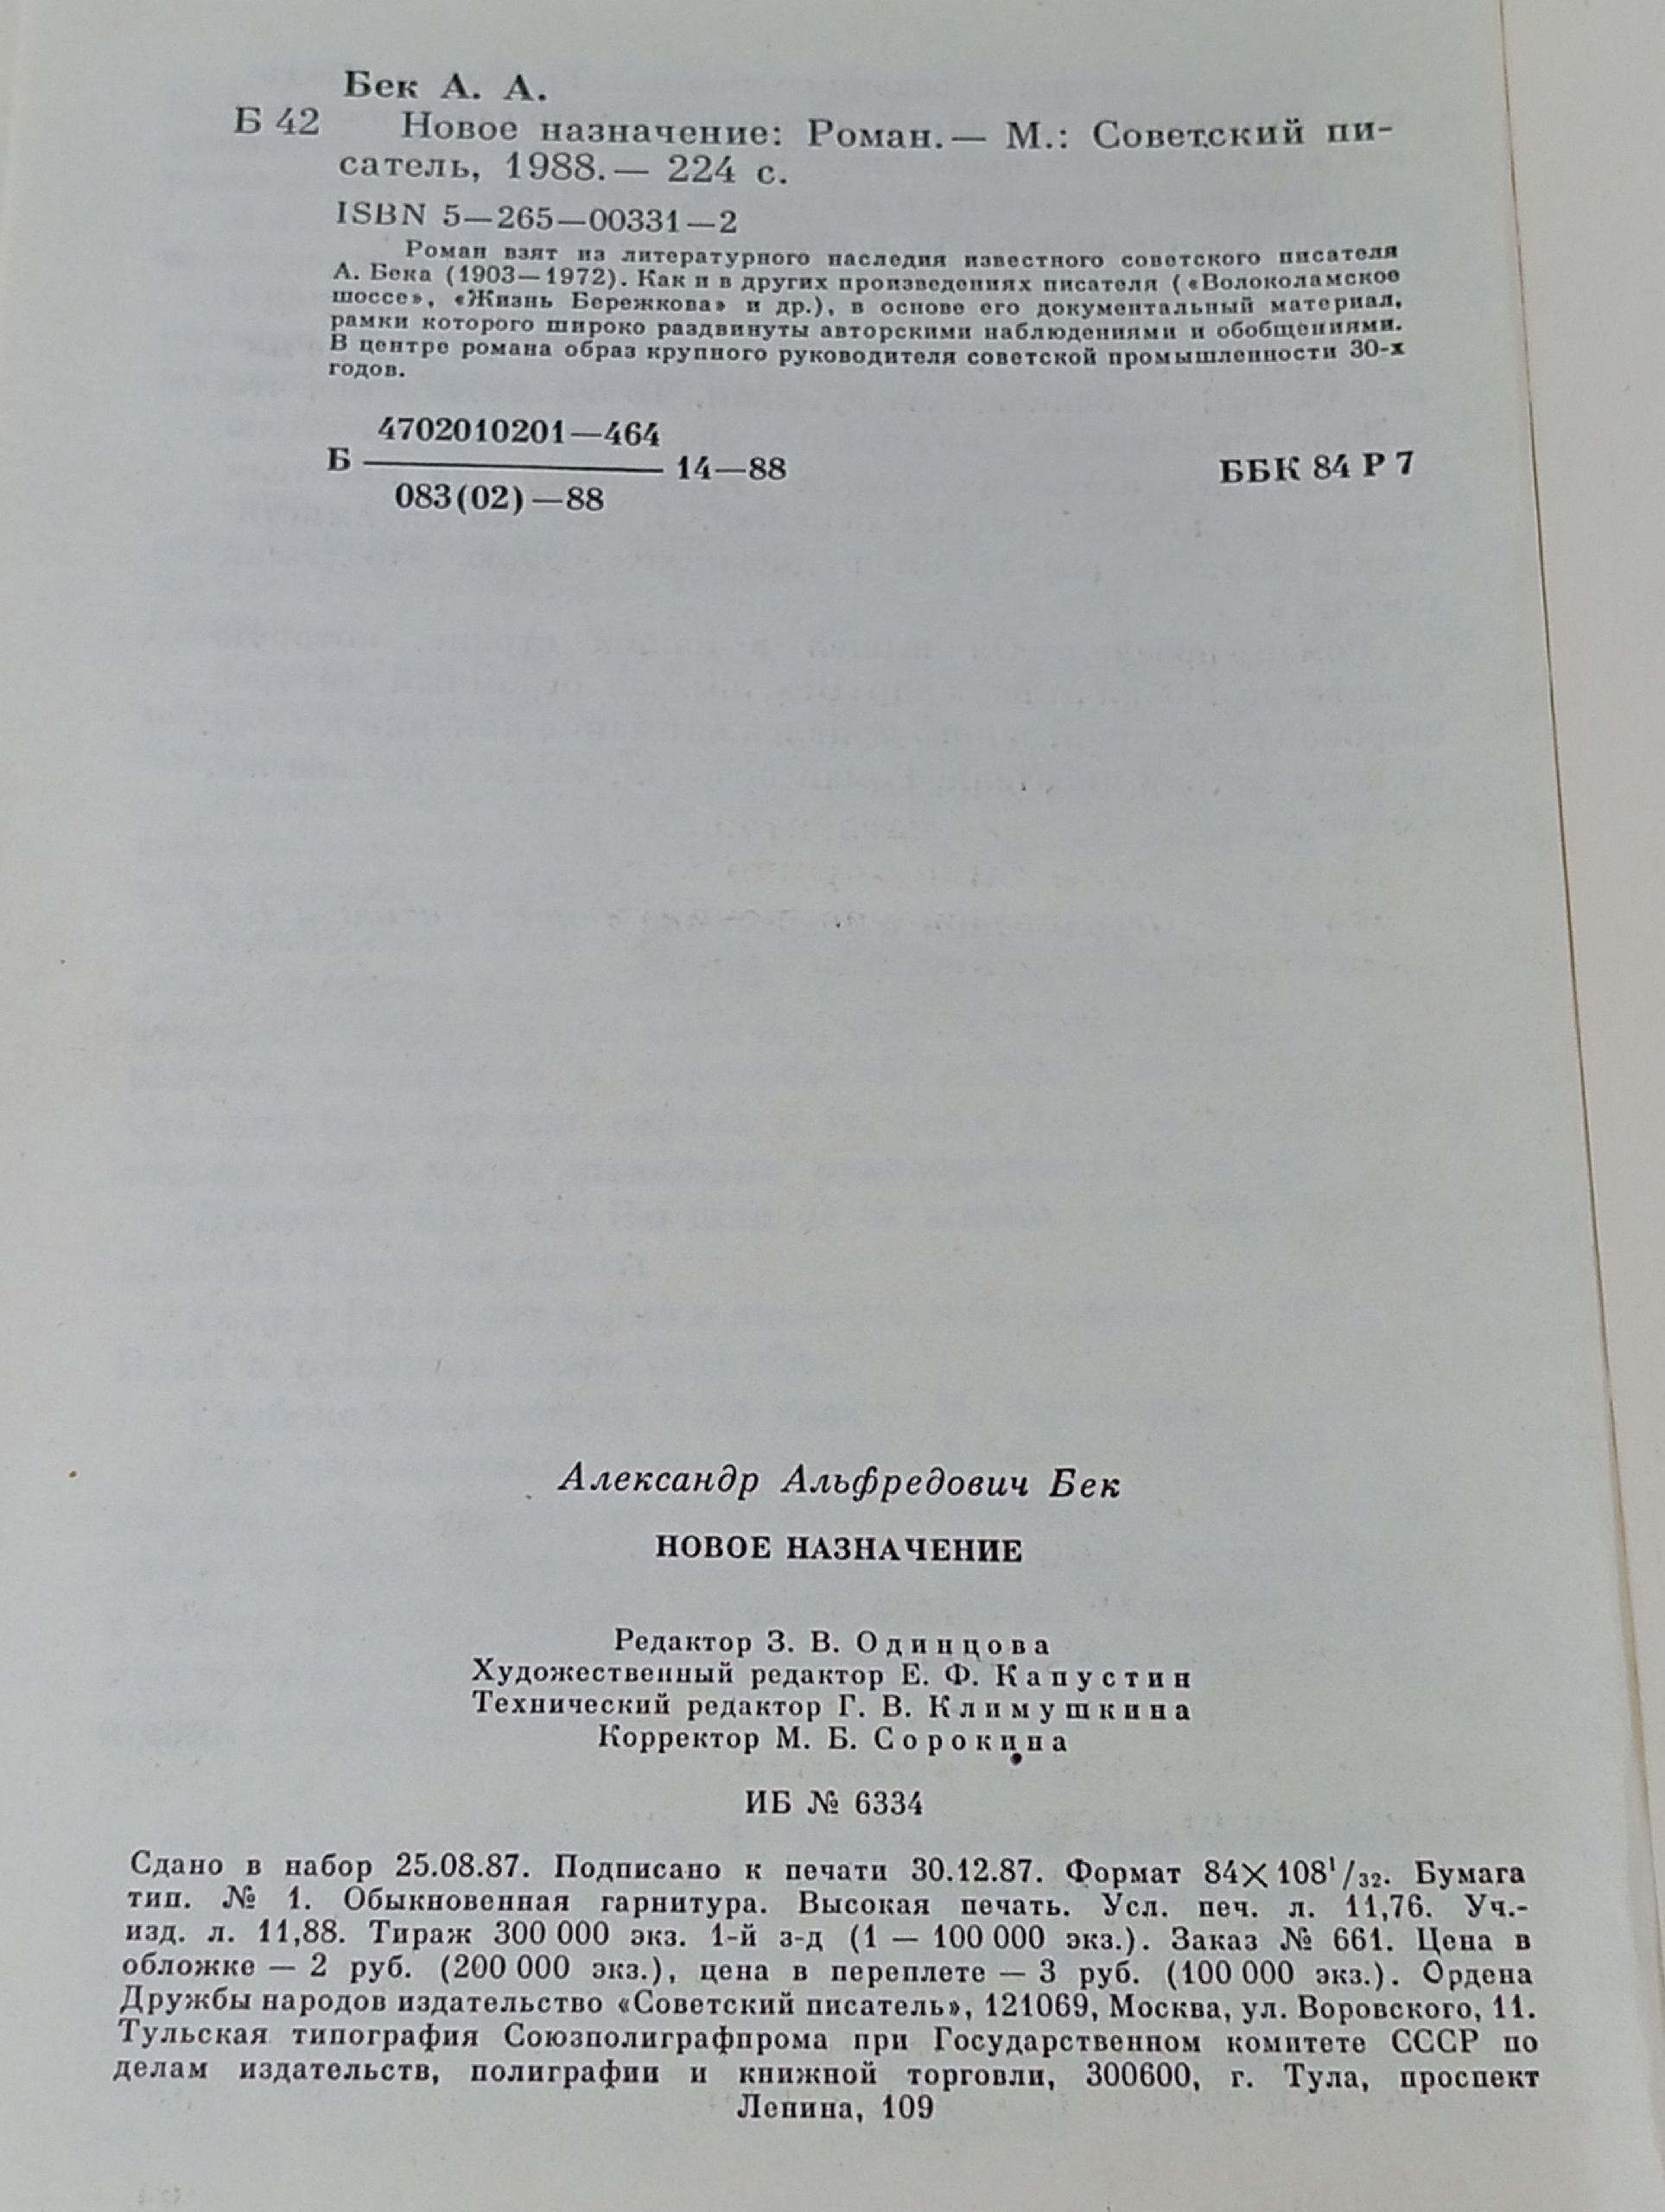 Бек А. А.
Б 42 Новое назначение: Роман.— М.: Советский пи-
сатель, 1988.— 224 с.
ISBN 5—265—00331—2
Роман взят из литературного наследия известного советского писателя
А. Бека (1903—1972). Как и в других произведениях писателя («Волоколамское
шоссе», «Жизнь Бережкова» и др.), в основе его документальный материал,
рамки которого широко раздвинуты авторскими наблюдениями и обобщениями.
В центре романа образ крупного руководителя советской промышленности 30-х
годов.
4702010201—464
Б 14—88
083(02)—88
ББК 84 Р 7
Александр Альфредович Бек
НОВОЕ НАЗНАЧЕНИЕ
Редактор З. В. Одинцова
Художественный редактор Е. Ф. Капустин
Технический редактор Г. В. Климушкина
Корректор М. Б. Сорокина
ИБ № 6334
Сдано в набор 25.08.87. Подписано к печати 30.12.87. Формат 84×108¹/₃₂. Бумага
тип. № 1. Обыкновенная гарнитура. Высокая печать. Усл. печ. л. 11,76. Уч.-
изд. л. 11,88. Тираж 300 000 экз. 1-й з-д (1 — 100 000 экз.). Заказ № 661. Цена в
обложке — 2 руб. (200 000 экз.), цена в переплете — 3 руб. (100 000 экз.). Ордена
Дружбы народов издательство «Советский писатель», 121069, Москва, ул. Воровского, 11.
Тульская типография Союзполиграфпрома при Государственном комитете СССР по
делам издательств, полиграфии и книжной торговли, 300600, г. Тула, проспект
Ленина, 109